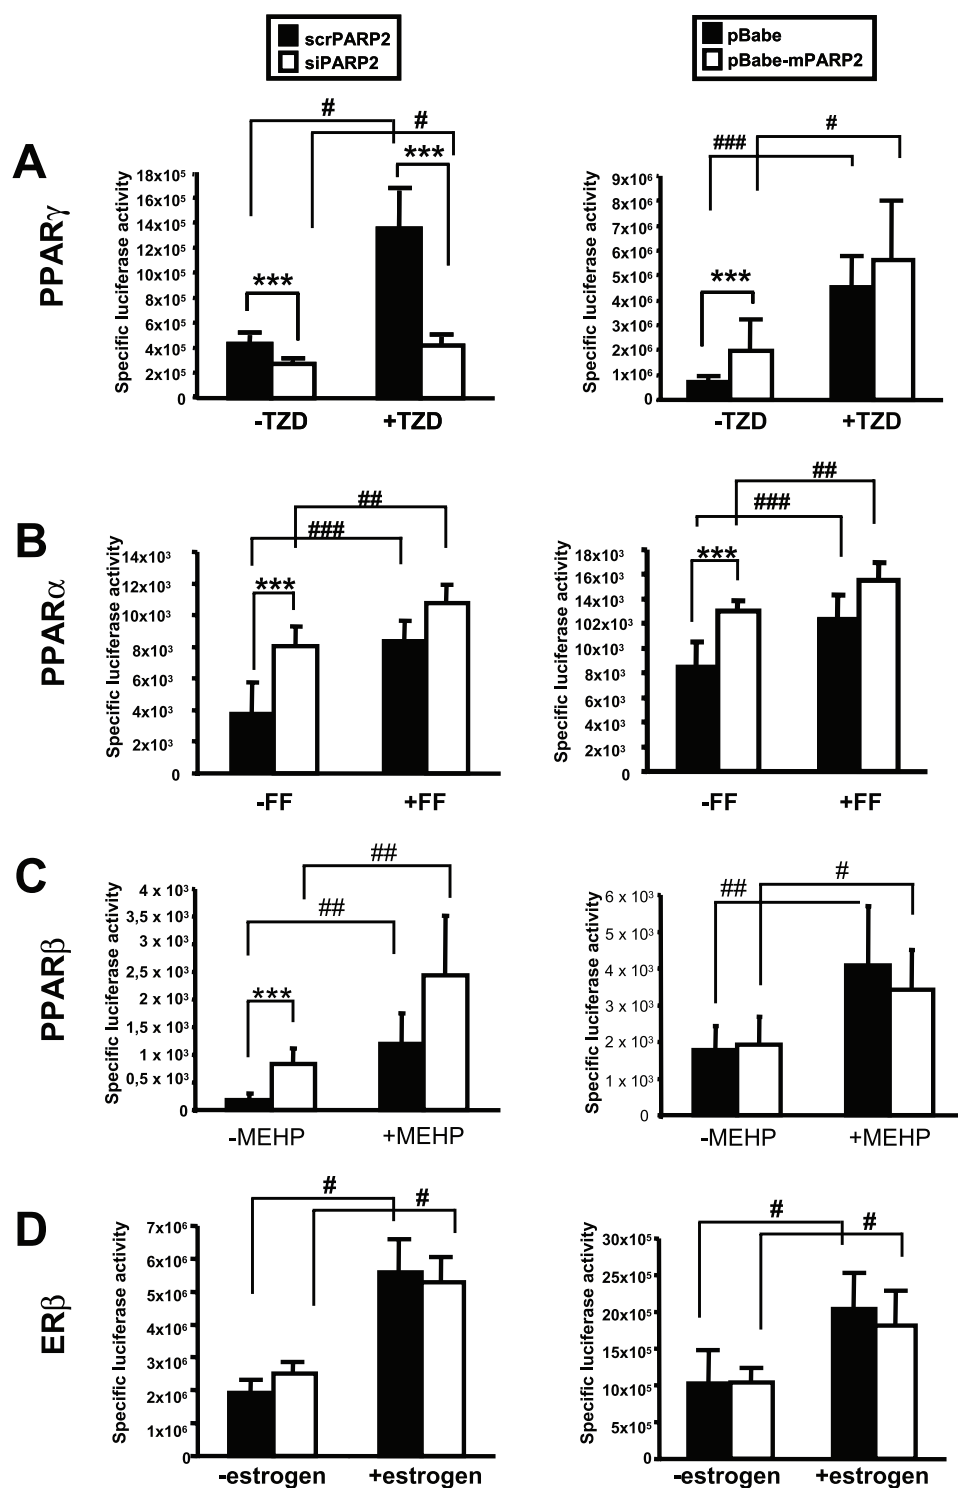 scrPARP2
siPARP2
pBabe
pBabe-mPARP2
A
PPARγ
Specific luciferase activity
18x10⁵
16x10⁵
14x10⁵
12x10⁵
10x10⁵
8x10⁵
6x10⁵
4x10⁵
2x10⁵
0
#
#
***
***
-TZD
+TZD
Specific luciferase activity
9x10⁶
8x10⁶
7x10⁶
6x10⁶
5x10⁶
4x10⁶
3x10⁶
2x10⁶
1x10⁶
0
###
#
***
-TZD
+TZD
B
PPARα
Specific luciferase activity
14x10³
12x10³
10x10³
8x10³
6x10³
4x10³
2x10³
0
##
###
***
-FF
+FF
Specific luciferase activity
18x10³
16x10³
14x10³
102x10³
10x10³
8x10³
6x10³
4x10³
2x10³
0
##
###
***
-FF
+FF
C
PPARβ
Specific luciferase activity
4 x 10³
3,5 x 10³
3 x 10³
2,5 x 10³
2 x 10³
1,5 x 10³
1 x 10³
0,5 x 10³
0
##
##
***
-MEHP
+MEHP
Specific luciferase activity
6 x 10³
5 x 10³
4 x 10³
3 x 10³
2 x 10³
1 x 10³
0
##
#
-MEHP
+MEHP
D
ERβ
Specific luciferase activity
7x10⁶
6x10⁶
5x10⁶
4x10⁶
3x10⁶
2x10⁶
1x10⁶
0
#
#
-estrogen
+estrogen
Specific luciferase activity
30x10⁵
25x10⁵
20x10⁵
15x10⁵
10x10⁵
5x10⁵
0
#
#
-estrogen
+estrogen